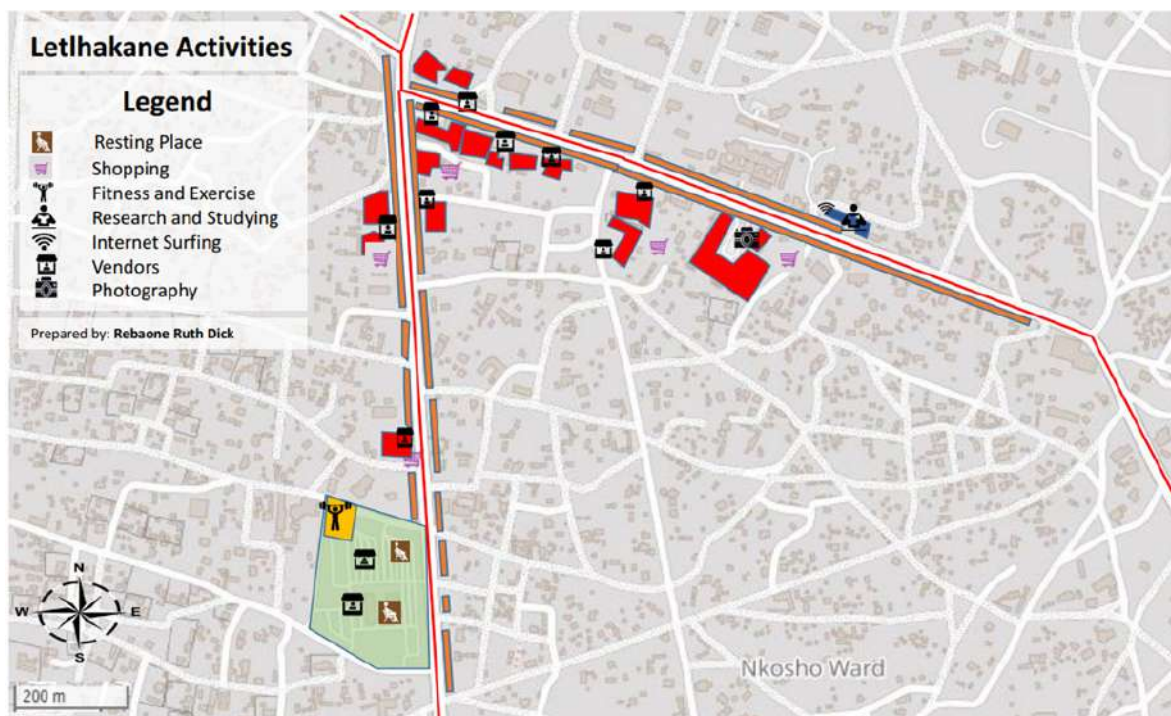 Letlhakane Activities
Legend
Resting Place
Shopping
Fitness and Exercise
Research and Studying
Internet Surfing
Vendors
Photography
Prepared by: Rebaone Ruth Dick
N
W E
S
200 m
Nkosho Ward